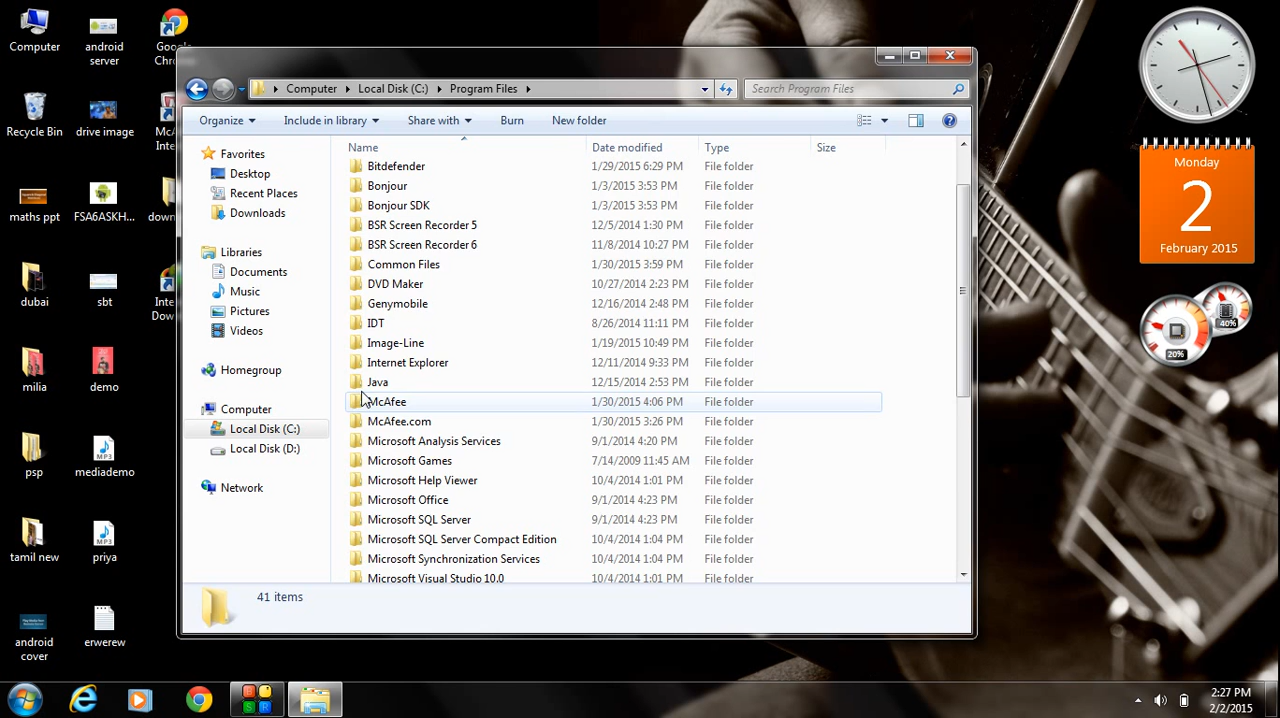 Computer
android
server
Google
Chro
Recycle Bin
drive image
McA
Inte
maths ppt
FSA6ASKH...
down
dubai
sbt
Inte
Dow
milia
demo
psp
mediademo
tamil new
priya
android
cover
erwerew
Computer
Local Disk (C:)
Program Files
Search Program Files
Organize
Include in library
Share with
Burn
New folder
Favorites
Desktop
Recent Places
Downloads
Libraries
Documents
Music
Pictures
Videos
Homegroup
Computer
Local Disk (C:)
Local Disk (D:)
Network
Name Date modified Type Size
Bitdefender 1/29/2015 6:29 PM File folder
Bonjour 1/3/2015 3:53 PM File folder
Bonjour SDK 1/3/2015 3:53 PM File folder
BSR Screen Recorder 5 12/5/2014 1:30 PM File folder
BSR Screen Recorder 6 11/8/2014 10:27 PM File folder
Common Files 1/30/2015 3:59 PM File folder
DVD Maker 10/27/2014 2:23 PM File folder
Genymobile 12/16/2014 2:48 PM File folder
IDT 8/26/2014 11:11 PM File folder
Image-Line 1/19/2015 10:49 PM File folder
Internet Explorer 12/11/2014 9:33 PM File folder
Java 12/15/2014 2:53 PM File folder
McAfee 1/30/2015 4:06 PM File folder
McAfee.com 1/30/2015 3:26 PM File folder
Microsoft Analysis Services 9/1/2014 4:20 PM File folder
Microsoft Games 7/14/2009 11:45 AM File folder
Microsoft Help Viewer 10/4/2014 1:01 PM File folder
Microsoft Office 9/1/2014 4:23 PM File folder
Microsoft SQL Server 9/1/2014 4:23 PM File folder
Microsoft SQL Server Compact Edition 10/4/2014 1:04 PM File folder
Microsoft Synchronization Services 10/4/2014 1:04 PM File folder
Microsoft Visual Studio 10.0 10/4/2014 1:01 PM File folder
41 items
Monday
2
February 2015
40%
20%
B S R
2:27 PM
2/2/2015